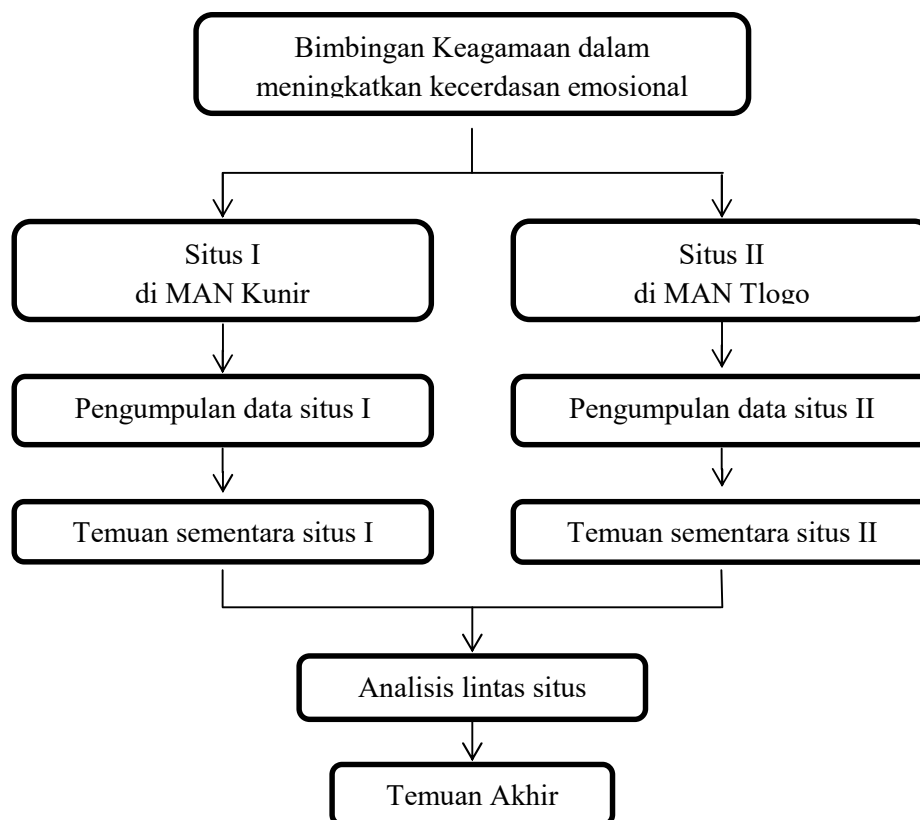 Bimbingan Keagamaan dalam
meningkatkan kecerdasan emosional
Situs I
di MAN Kunir
Situs II
di MAN Tlogo
Pengumpulan data situs I
Pengumpulan data situs II
Temuan sementara situs I
Temuan sementara situs II
Analisis lintas situs
Temuan Akhir